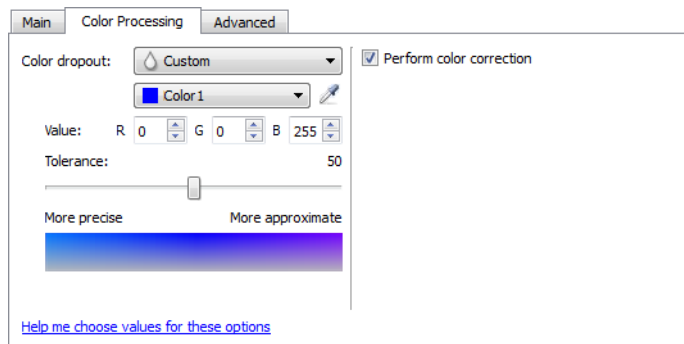 Main Color Processing Advanced
Color dropout: Custom
Perform color correction
Color1
Value: R 0 G 0 B 255
Tolerance: 50
More precise More approximate
Help me choose values for these options